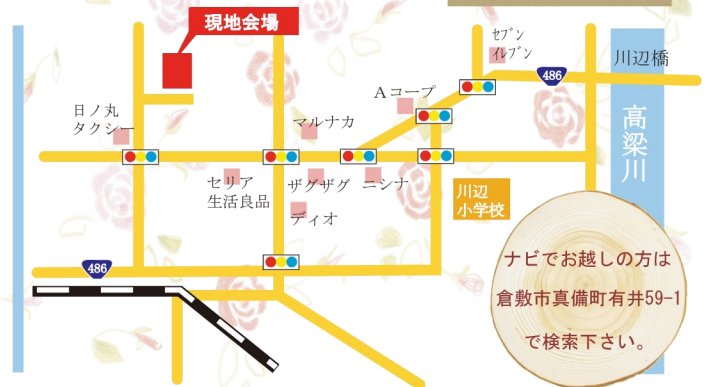 現地会場
セブン
イレブン
486
川辺橋
Aコープ
日ノ丸
タクシー
マルナカ
高梁川
セリア
生活良品
ザグザグ
ニシナ
川辺
小学校
ディオ
486
ナビでお越しの方は
倉敷市真備町有井59-1
で検索下さい。